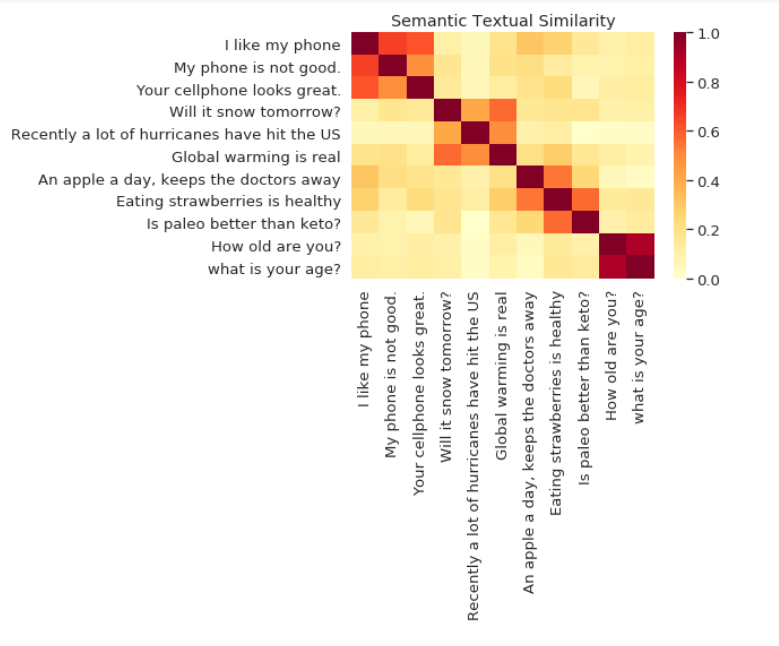 Semantic Textual Similarity
I like my phone
My phone is not good.
Your cellphone looks great.
Will it snow tomorrow?
Recently a lot of hurricanes have hit the US
Global warming is real
An apple a day, keeps the doctors away
Eating strawberries is healthy
Is paleo better than keto?
How old are you?
what is your age?
1.0
0.8
0.6
0.4
0.2
0.0
I like my phone
My phone is not good.
Your cellphone looks great.
Will it snow tomorrow?
Recently a lot of hurricanes have hit the US
Global warming is real
An apple a day, keeps the doctors away
Eating strawberries is healthy
Is paleo better than keto?
How old are you?
what is your age?